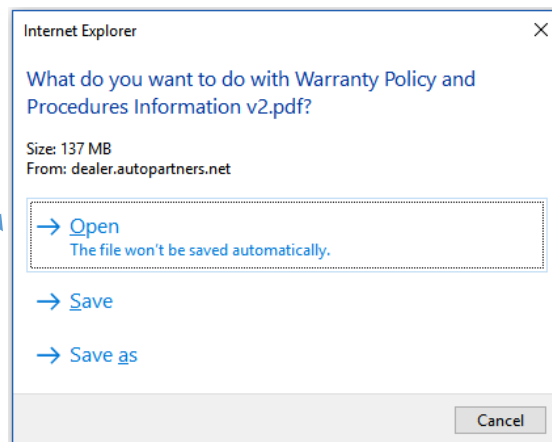 Internet Explorer
What do you want to do with Warranty Policy and
Procedures Information v2.pdf?
Size: 137 MB
From: dealer.autopartners.net
Open
The file won't be saved automatically.
Save
Save as
Cancel